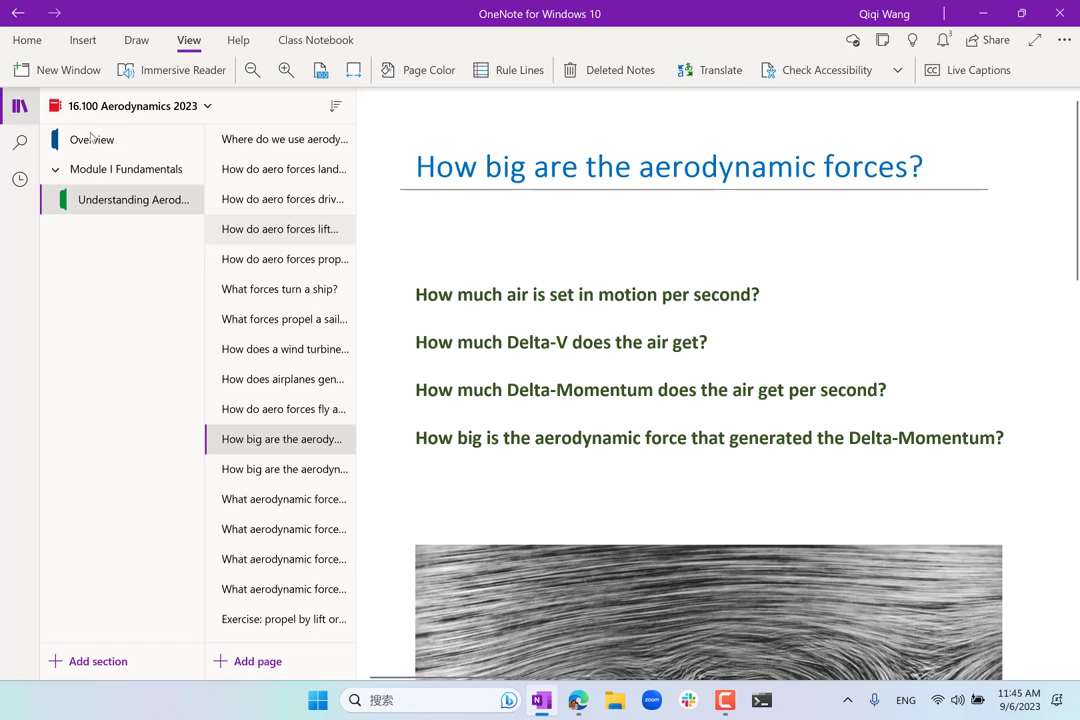 OneNote for Windows 10
Qiqi Wang
Home
Insert
Draw
View
Help
Class Notebook
3
Share
New Window
Immersive Reader
100
Page Color
Rule Lines
Deleted Notes
Translate
Check Accessibility
CC
Live Captions
16.100 Aerodynamics 2023
Overview
Module I Fundamentals
Understanding Aerod...
Where do we use aerody...
How do aero forces land...
How do aero forces driv...
How do aero forces lift...
How do aero forces prop...
What forces turn a ship?
What forces propel a sail...
How does a wind turbine...
How does airplanes gen...
How do aero forces fly a...
How big are the aerody...
How big are the aerodyn...
What aerodynamic force...
What aerodynamic force...
What aerodynamic force...
What aerodynamic force...
Exercise: propel by lift or...
Add section
Add page
How big are the aerodynamic forces?
How much air is set in motion per second?
How much Delta-V does the air get?
How much Delta-Momentum does the air get per second?
How big is the aerodynamic force that generated the Delta-Momentum?
搜索
zoom
ENG
11:45 AM
9/6/2023